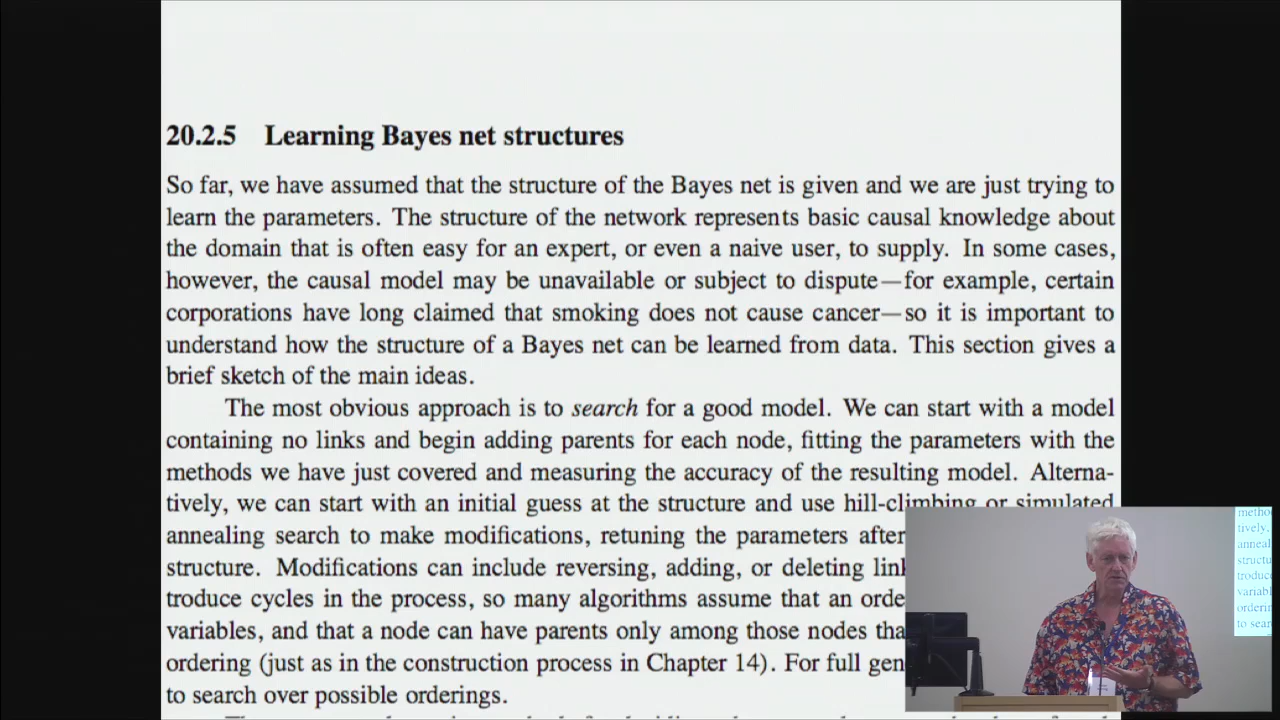 20.2.5 Learning Bayes net structures
So far, we have assumed that the structure of the Bayes net is given and we are just trying to
learn the parameters. The structure of the network represents basic causal knowledge about
the domain that is often easy for an expert, or even a naive user, to supply. In some cases,
however, the causal model may be unavailable or subject to dispute—for example, certain
corporations have long claimed that smoking does not cause cancer—so it is important to
understand how the structure of a Bayes net can be learned from data. This section gives a
brief sketch of the main ideas.
The most obvious approach is to search for a good model. We can start with a model
containing no links and begin adding parents for each node, fitting the parameters with the
methods we have just covered and measuring the accuracy of the resulting model. Alterna-
tively, we can start with an initial guess at the structure and use hill-climbing or simulated
annealing search to make modifications, retuning the parameters after
structure. Modifications can include reversing, adding, or deleting link
troduce cycles in the process, so many algorithms assume that an orde
variables, and that a node can have parents only among those nodes tha
ordering (just as in the construction process in Chapter 14). For full gen
to search over possible orderings.
metho
tively,
anneal
structu
troduce
variabl
orderin
to sear